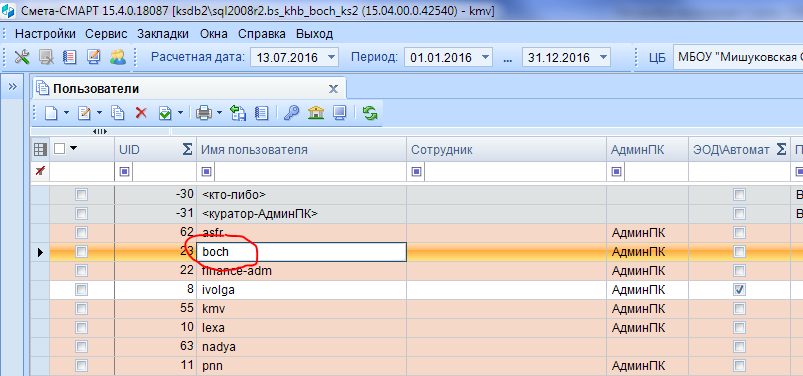 Смета-СМАРТ 15.4.0.18087 [ksdb2\sql2008r2.bs_khb_boch_ks2 (15.04.00.0.42540) - kmv]
Настройки Сервис Закладки Окна Справка Выход
Расчетная дата: 13.07.2016 Период: 01.01.2016 ... 31.12.2016 ЦБ МБОУ "Мишуковская О
Пользователи
UID Σ Имя пользователя Сотрудник АдминПК ЭОД\Автомат Σ П
-30 <кто-либо> В
-31 <куратор-АдминПК> В
62 asfr АдминПК
23 boch АдминПК
22 finance-adm АдминПК
8 ivolga АдминПК
55 kmv АдминПК
10 lexa АдминПК
63 nadya
11 pnn АдминПК